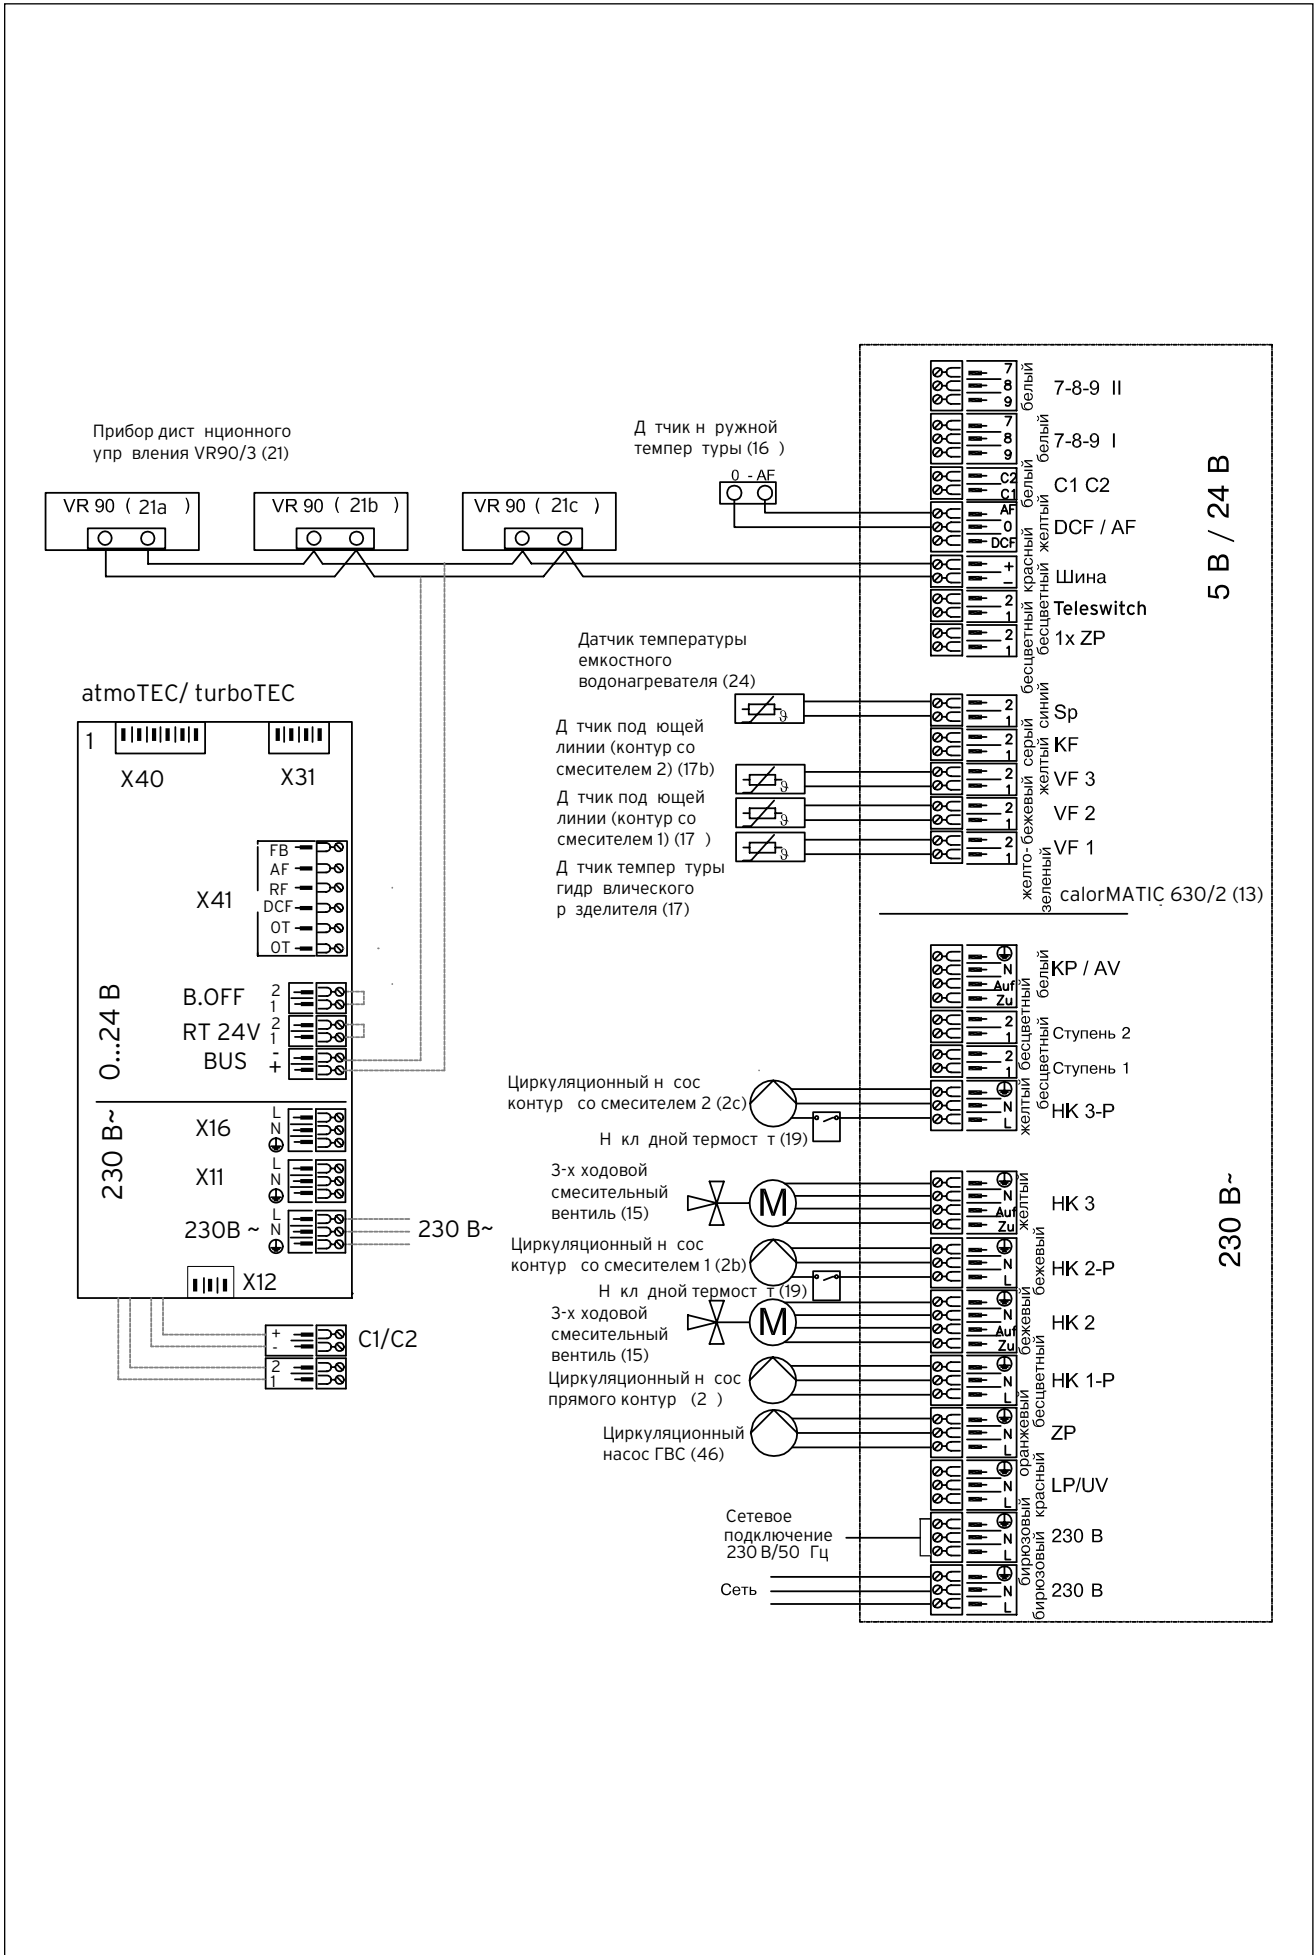 Прибор дист нционного
упр вления VR90/3 (21)
VR 90 ( 21a )
VR 90 ( 21b )
VR 90 ( 21c )
Д тчик н ружной
темпер туры (16 )
0 - AF
7
8
9
белый
7-8-9 II
7
8
9
белый
7-8-9 I
C2
C1
белый
C1 C2
AF
0
DCF
желтый
DCF / AF
+
−
красный
Шина
2
1
бесцветный
Teleswitch
2
1
бесцветный
1x ZP
5 В / 24 В
Датчик температуры
емкостного
водонагревателя (24)
2
1
синий
Sp
2
1
серый
KF
Д тчик под ющей
линии (контур со
смесителем 2) (17b)
2
1
желтый
VF 3
Д тчик под ющей
линии (контур со
смесителем 1) (17 )
2
1
бежевый
VF 2
Д тчик темпер туры
гидр влического
р зделителя (17)
2
1
желто-
зеленый
VF 1
calorMATIC 630/2 (13)
atmoTEC/ turboTEC
1
X40
X31
X41
FB
AF
RF
DCF
OT
OT
0...24 В
B.OFF
2
1
RT 24V
2
1
BUS
-
+
230 В~
X16
L
N
X11
L
N
230В ~
L
N
230 В~
X12
+
-
C1/C2
2
1
N
Auf
Zu
белый
KP / AV
2
1
бесцветный
Ступень 2
2
1
бесцветный
Ступень 1
Циркуляционный н сос
контур со смесителем 2 (2c)
Н кл дной термост т (19)
N
L
желтый
HK 3-P
3-х ходовой
смесительный
вентиль (15)
M
N
Auf
Zu
желтый
HK 3
Циркуляционный н сос
контур со смесителем 1 (2b)
Н кл дной термост т (19)
N
L
бежевый
HK 2-P
3-х ходовой
смесительный
вентиль (15)
M
N
Auf
Zu
бежевый
HK 2
Циркуляционный н сос
прямого контур (2 )
N
L
бесцветный
HK 1-P
Циркуляционный
насос ГВС (46)
N
L
оранжевый
ZP
N
L
красный
LP/UV
Сетевое
подключение
230 В/50 Гц
N
L
бирюзовый
230 В
Сеть
N
L
бирюзовый
230 В
230 В~